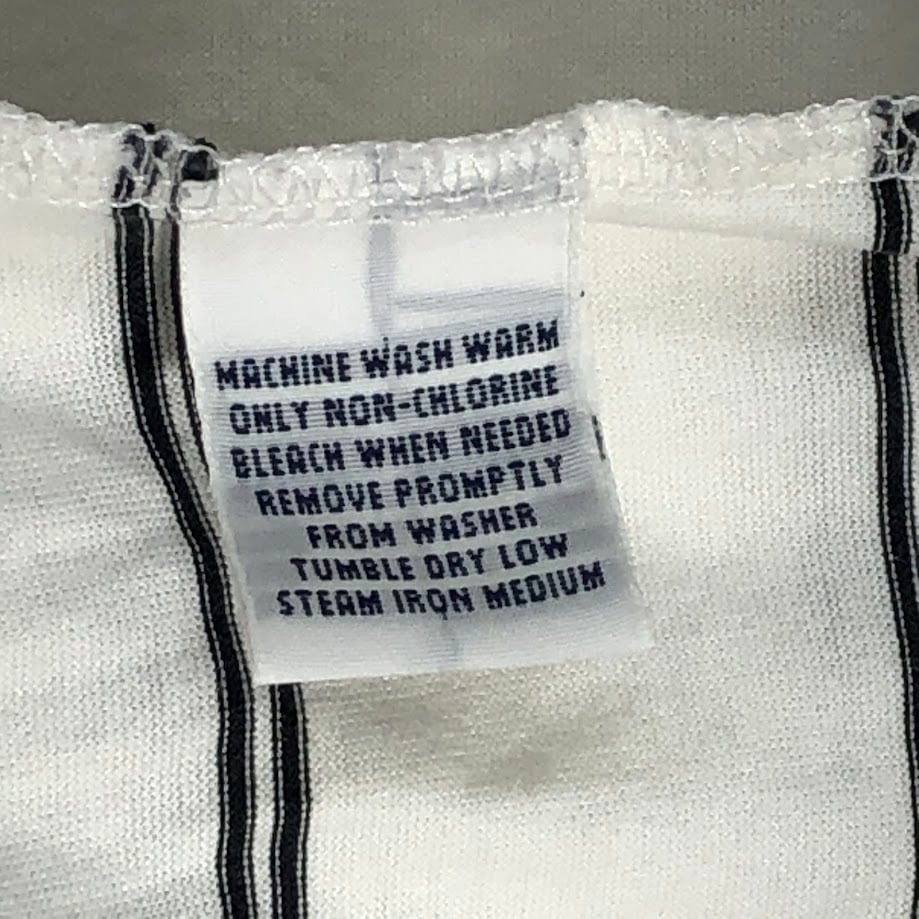 MACHINE WASH WARM
ONLY NON-CHLORINE
BLEACH WHEN NEEDED
REMOVE PROMPTLY
FROM WASHER
TUMBLE DRY LOW
STEAM IRON MEDIUM